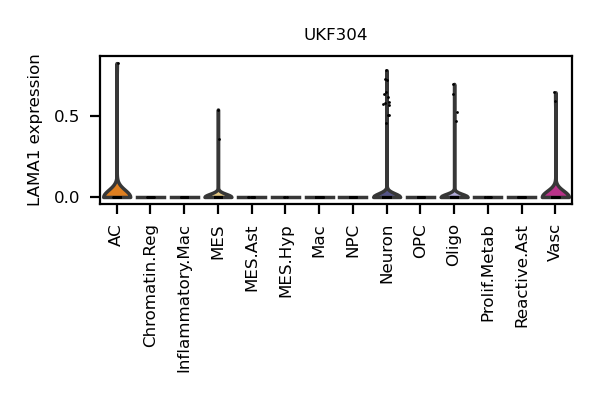 UKF304
LAMA1 expression
0.5
0.0
AC
Chromatin.Reg
Inflammatory.Mac
MES
MES.Ast
MES.Hyp
Mac
NPC
Neuron
OPC
Oligo
Prolif.Metab
Reactive.Ast
Vasc